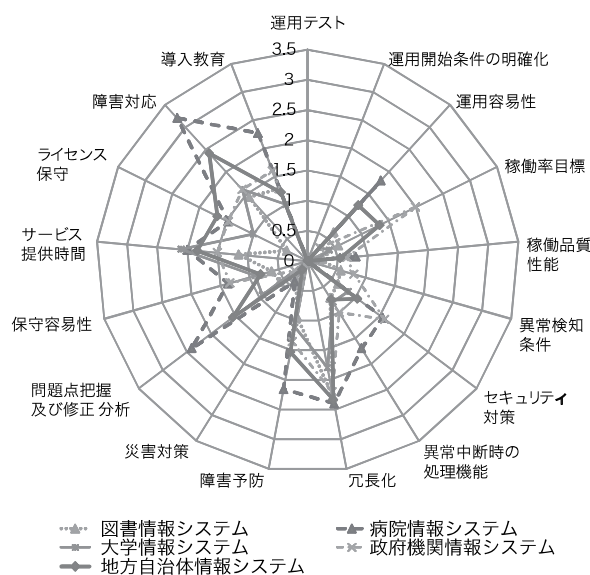 運用テスト
導入教育
運用開始条件の明確化
障害対応
運用容易性
ライセンス
保守
稼働率目標
サービス
提供時間
稼働品質
性能
保守容易性
異常検知
条件
問題点把握
及び修正 分析
セキュリティ
対策
災害対策
異常中断時の
処理機能
障害予防
冗長化
3.5
3
2.5
2
1.5
1
0.5
0
図書情報システム
病院情報システム
大学情報システム
政府機関情報システム
地方自治体情報システム